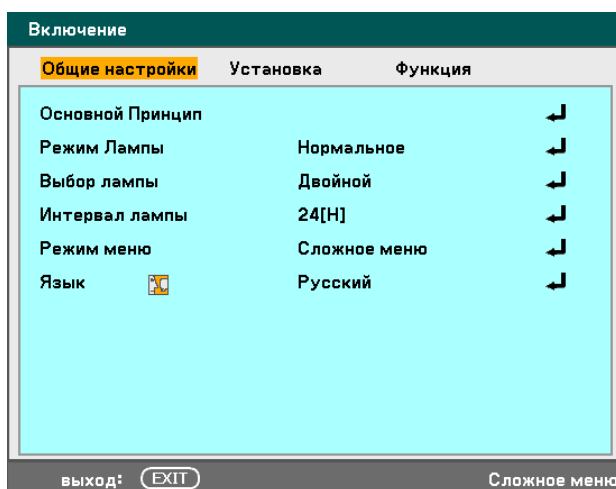 Включение
Общие настройки Установка Функция
Основной Принцип
Режим Лампы Нормальное
Выбор лампы Двойной
Интервал лампы 24[H]
Режим меню Сложное меню
Язык Русский
выход: EXIT Сложное меню